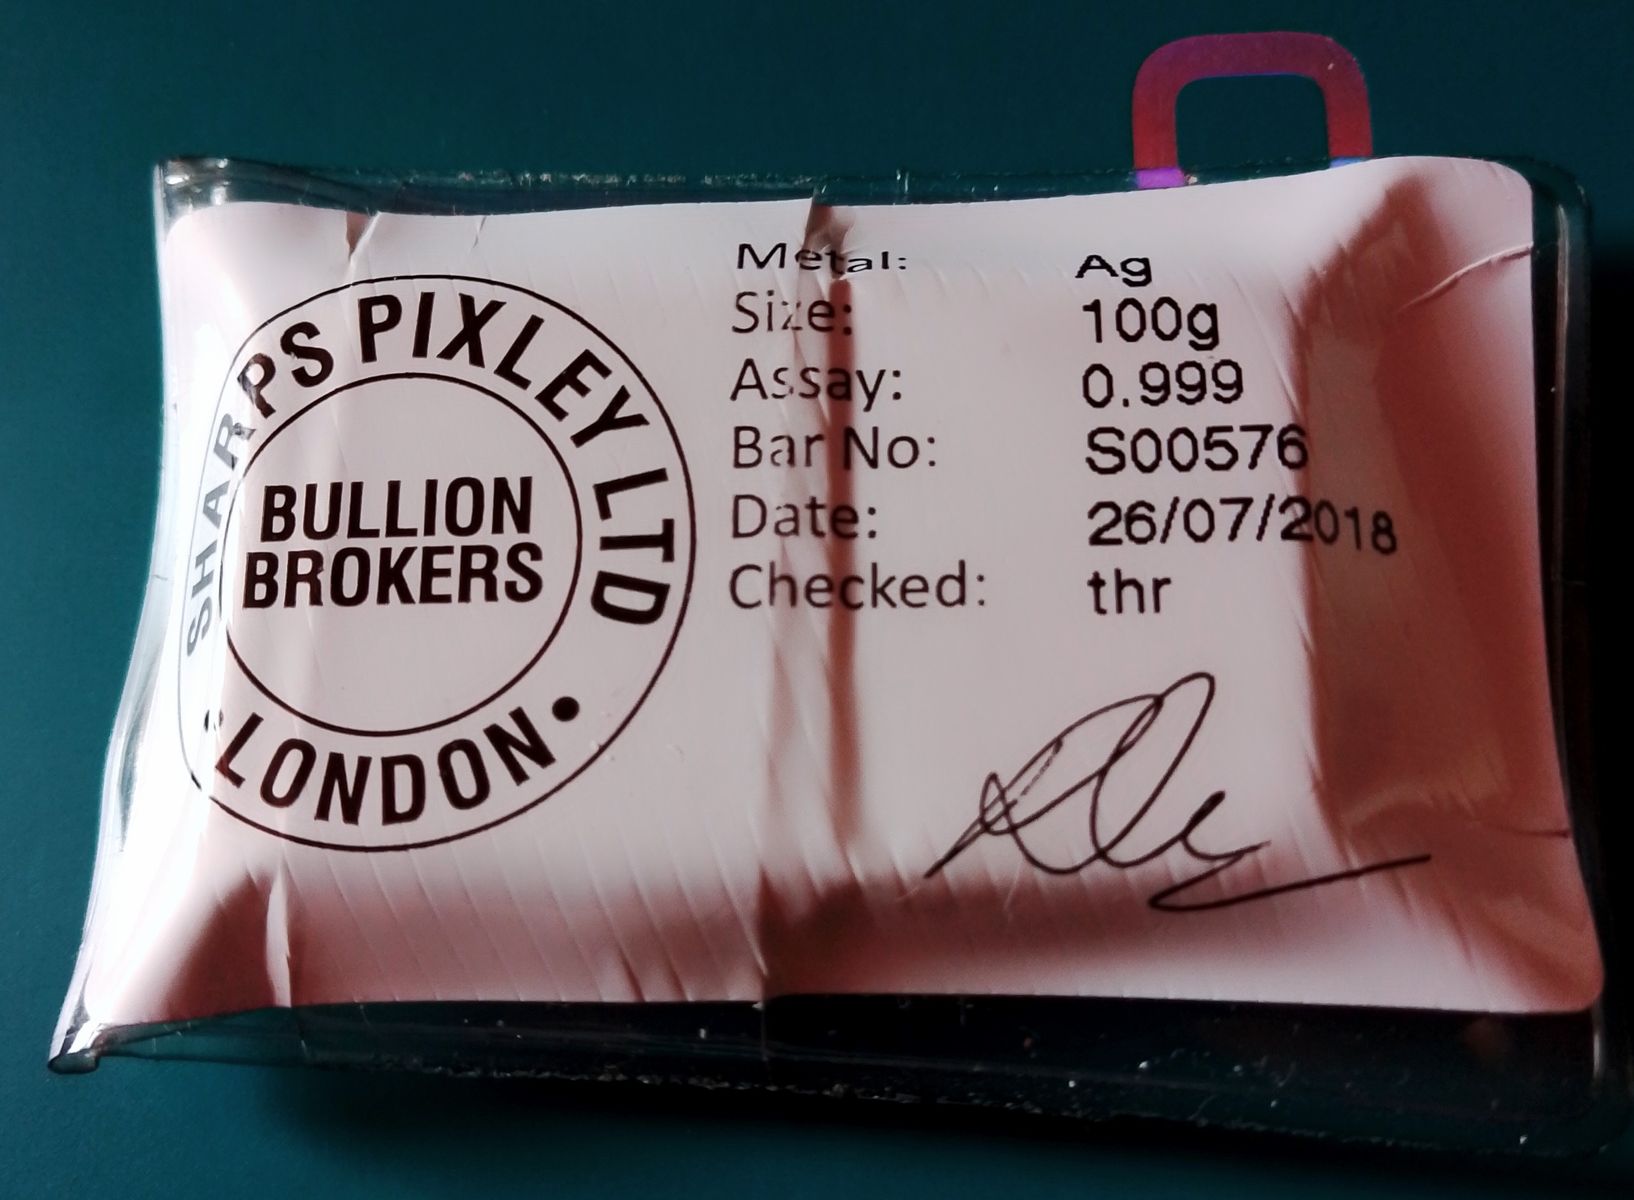 SHARPS PIXLEY LTD
BULLION
BROKERS
• LONDON •
Metal: Ag
Size: 100g
Assay: 0.999
Bar No: S00576
Date: 26/07/2018
Checked: thr